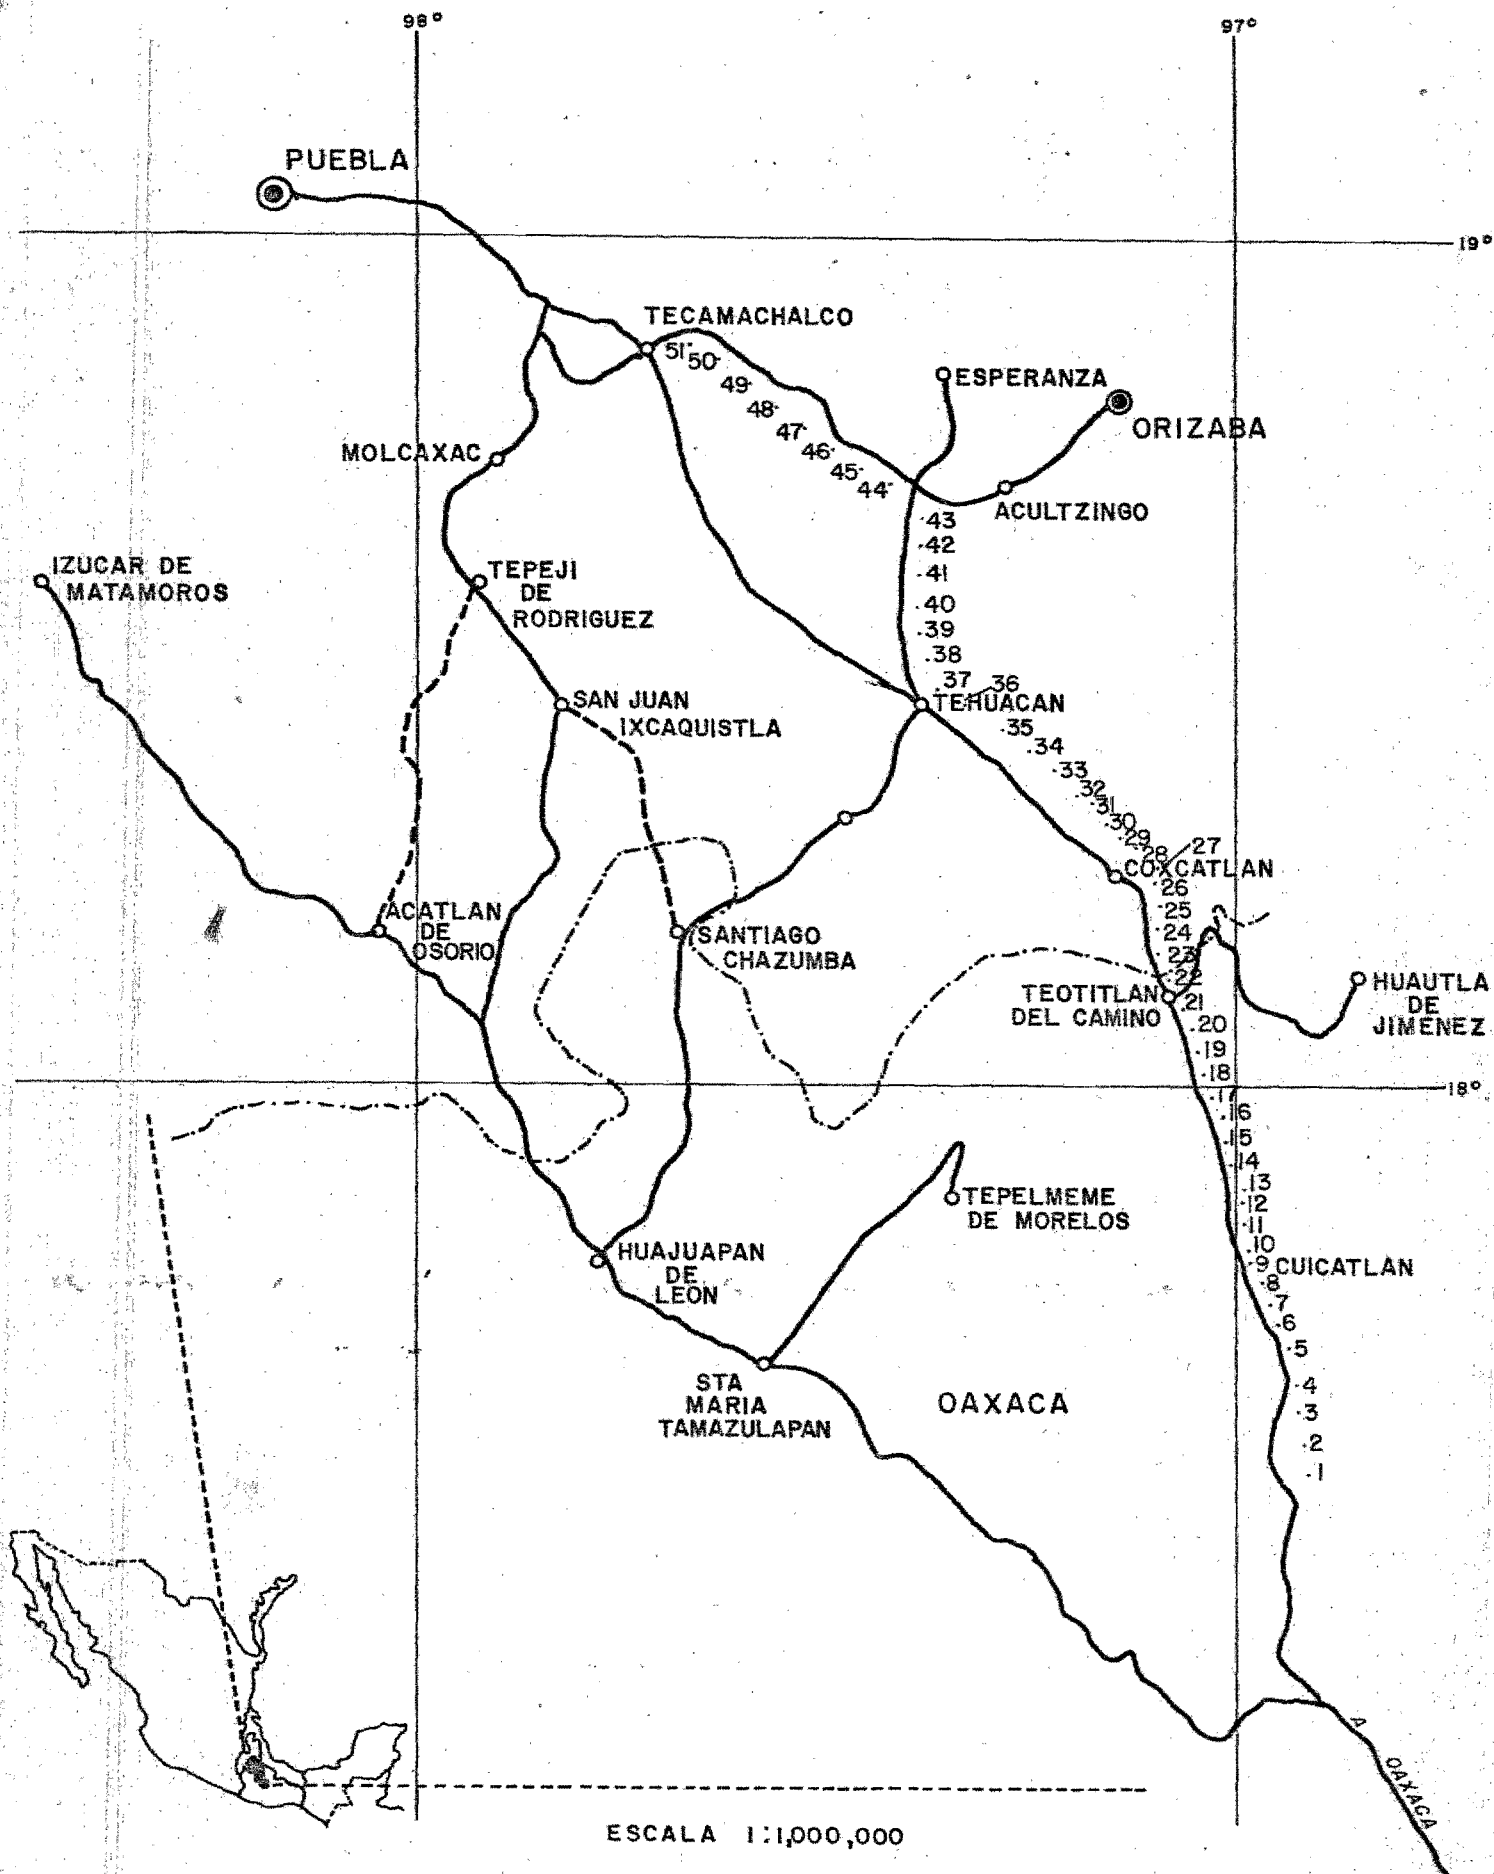 98°
97°
PUEBLA
19°
TECAMACHALCO
51
50
49
48
47
46
45
44
ESPERANZA
ORIZABA
MOLCAXAC
ACULTZINGO
.43
.42
.41
.40
.39
.38
.37
36
IZUCAR DE
MATAMOROS
TEPEJI
DE
RODRIGUEZ
SAN JUAN
IXCAQUISTLA
TEHUACAN
.35
.34
.33
.32
.31
.30
.29
.28
27
COXCATLAN
.26
.25
.24
.23
.22
.21
.20
.19
.18
ACATLAN
DE
OSORIO
SANTIAGO
CHAZUMBA
TEOTITLAN
DEL CAMINO
HUAUTLA
DE
JIMENEZ
18°
.17
.16
.15
.14
.13
.12
.11
.10
.9
.8
.7
.6
.5
.4
.3
.2
.1
TEPELMEME
DE MORELOS
CUICATLAN
HUAJUAPAN
DE
LEON
STA
MARIA
TAMAZULAPAN
OAXACA
A OAXACA
ESCALA 1:1,000,000